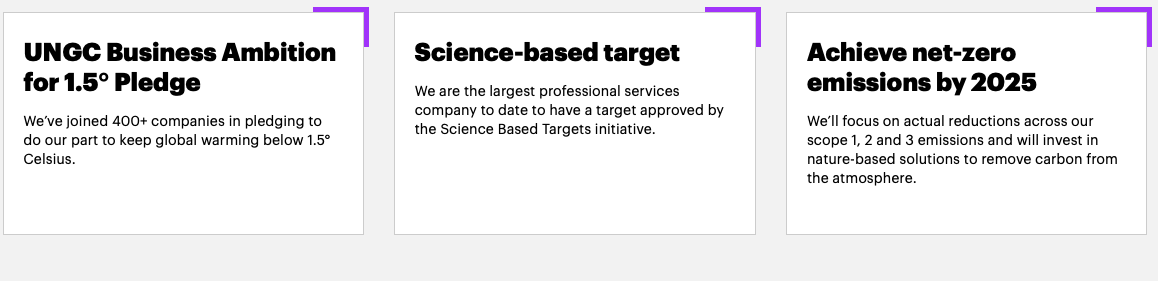 UNGC Business Ambition
for 1.5° Pledge
We’ve joined 400+ companies in pledging to
do our part to keep global warming below 1.5°
Celsius.
Science-based target
We are the largest professional services
company to date to have a target approved by
the Science Based Targets initiative.
Achieve net-zero
emissions by 2025
We’ll focus on actual reductions across our
scope 1, 2 and 3 emissions and will invest in
nature-based solutions to remove carbon from
the atmosphere.